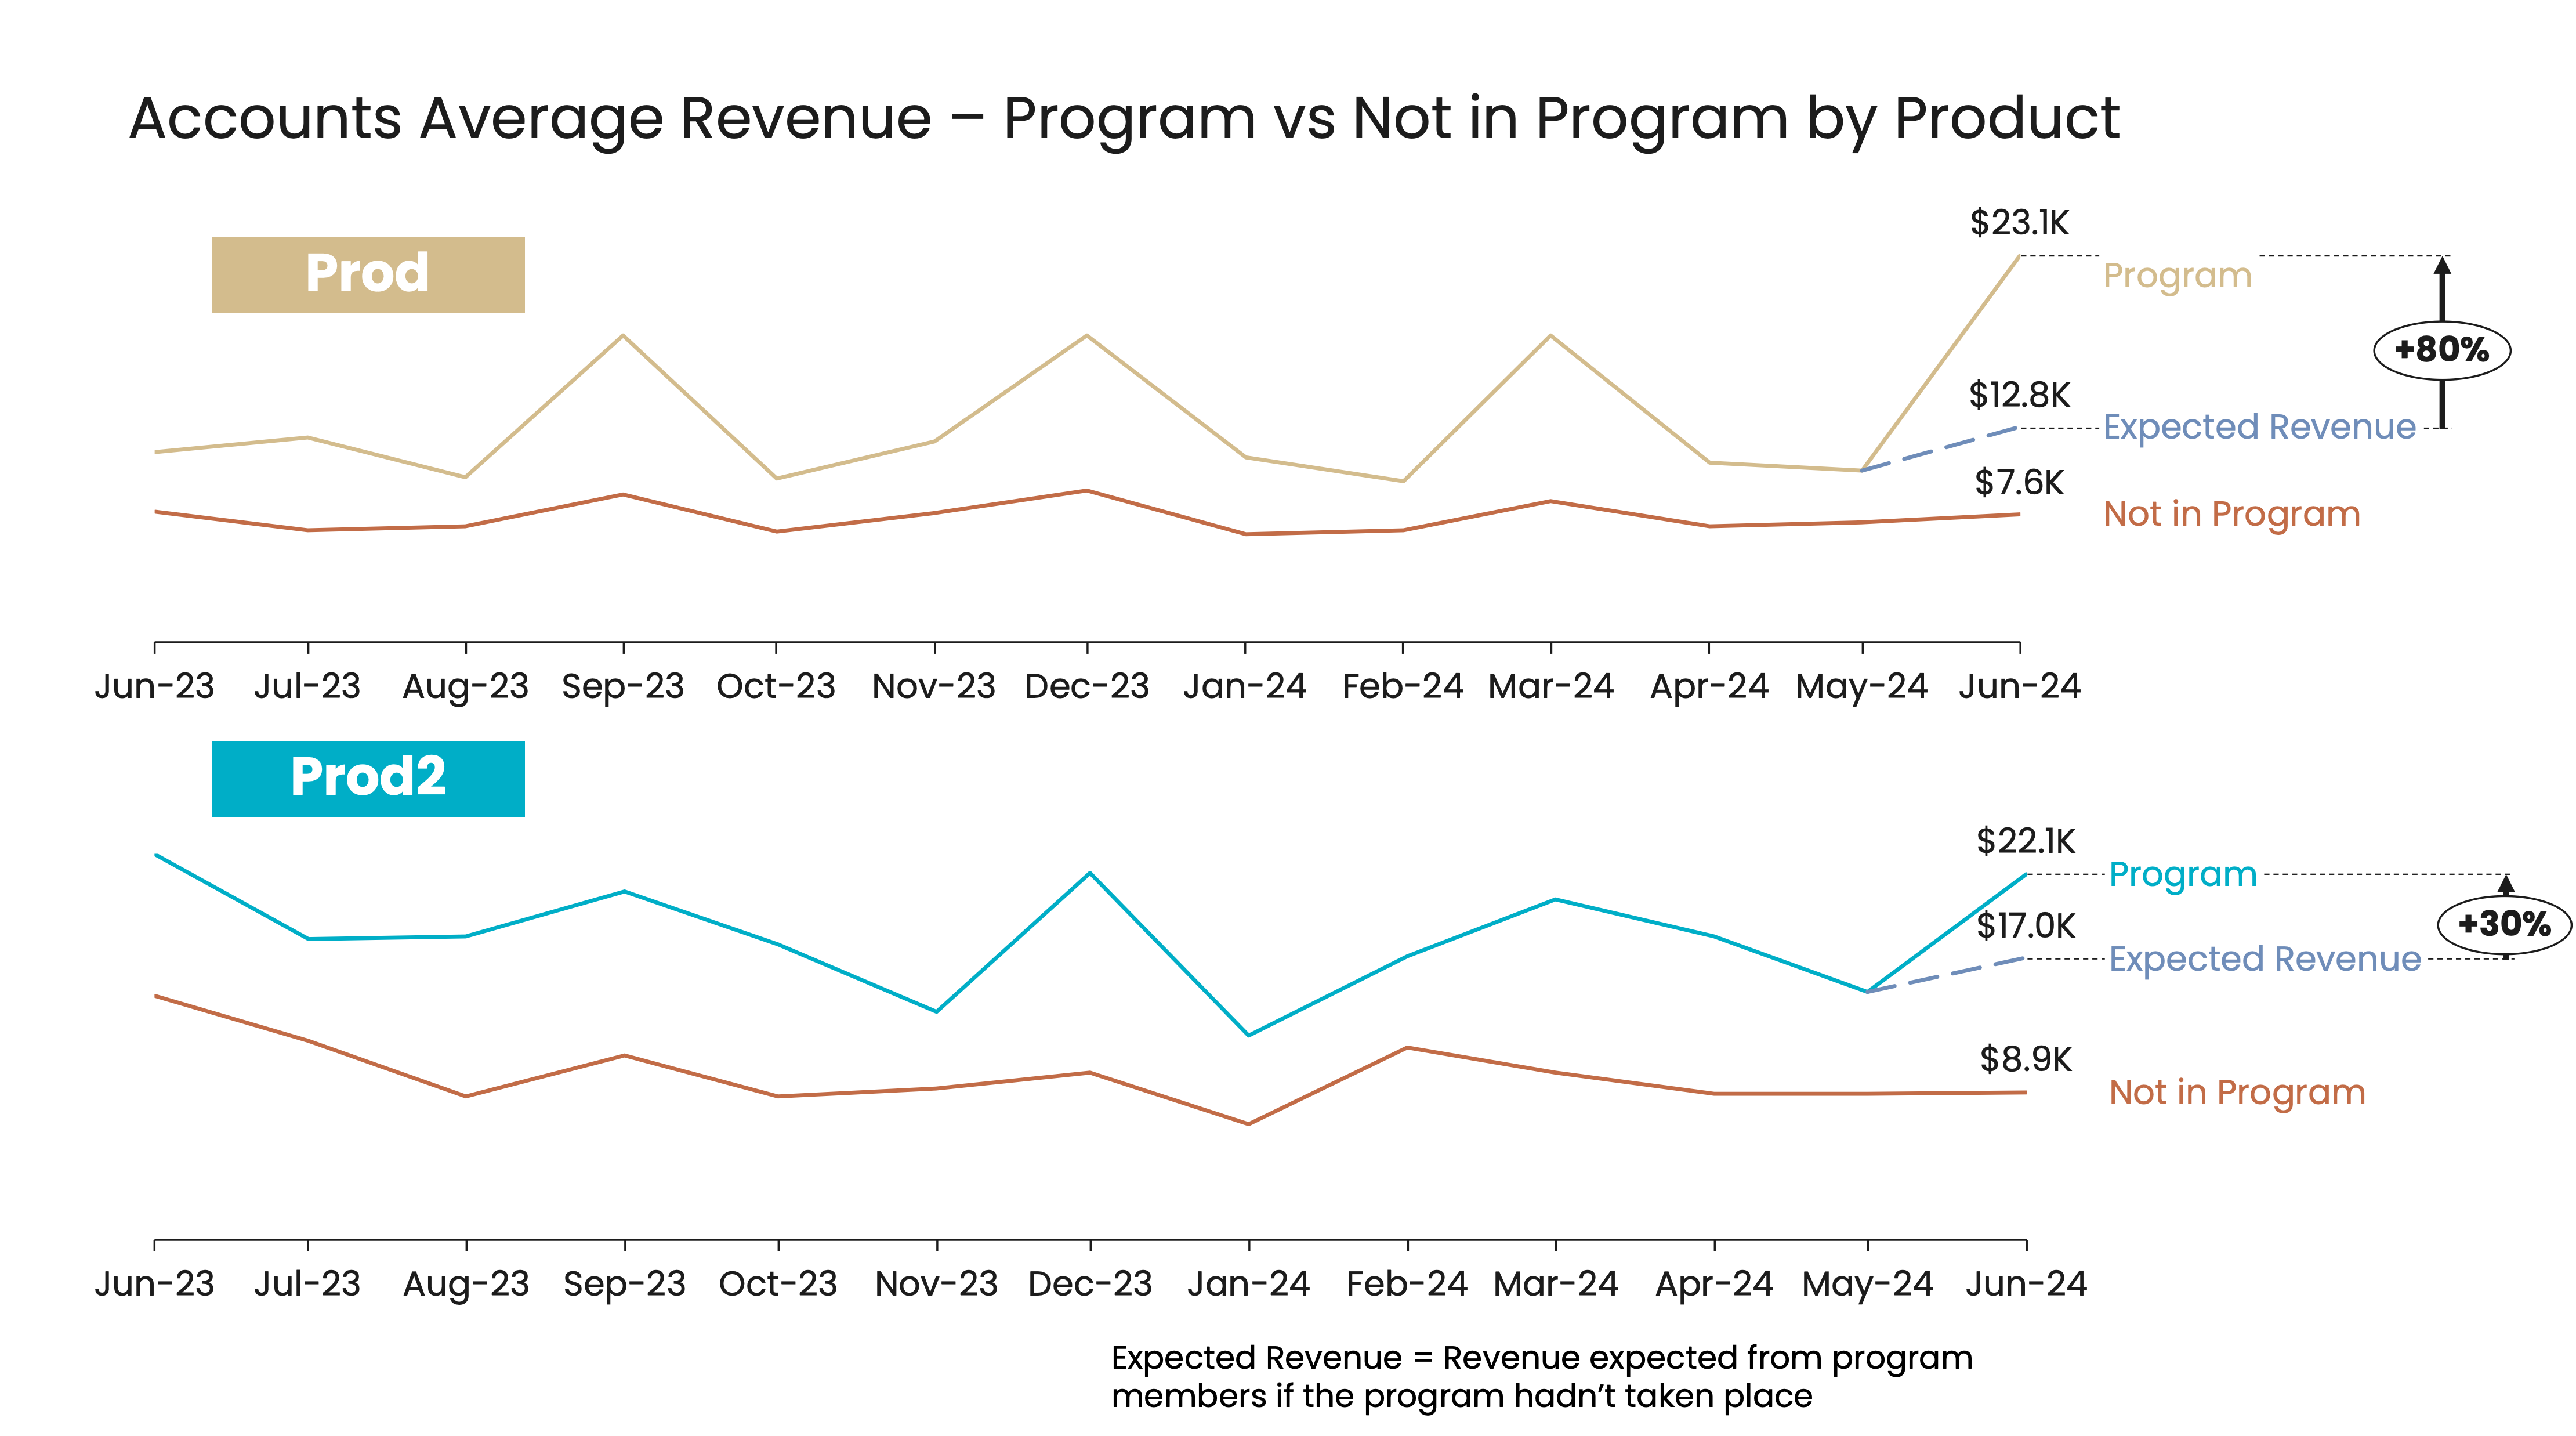 Accounts Average Revenue – Program vs Not in Program by Product
Prod
$23.1K
Program
+80%
$12.8K
Expected Revenue
$7.6K
Not in Program
Jun-23 Jul-23 Aug-23 Sep-23 Oct-23 Nov-23 Dec-23 Jan-24 Feb-24 Mar-24 Apr-24 May-24 Jun-24
Prod2
$22.1K
Program
+30%
$17.0K
Expected Revenue
$8.9K
Not in Program
Jun-23 Jul-23 Aug-23 Sep-23 Oct-23 Nov-23 Dec-23 Jan-24 Feb-24 Mar-24 Apr-24 May-24 Jun-24
Expected Revenue = Revenue expected from program
members if the program hadn’t taken place